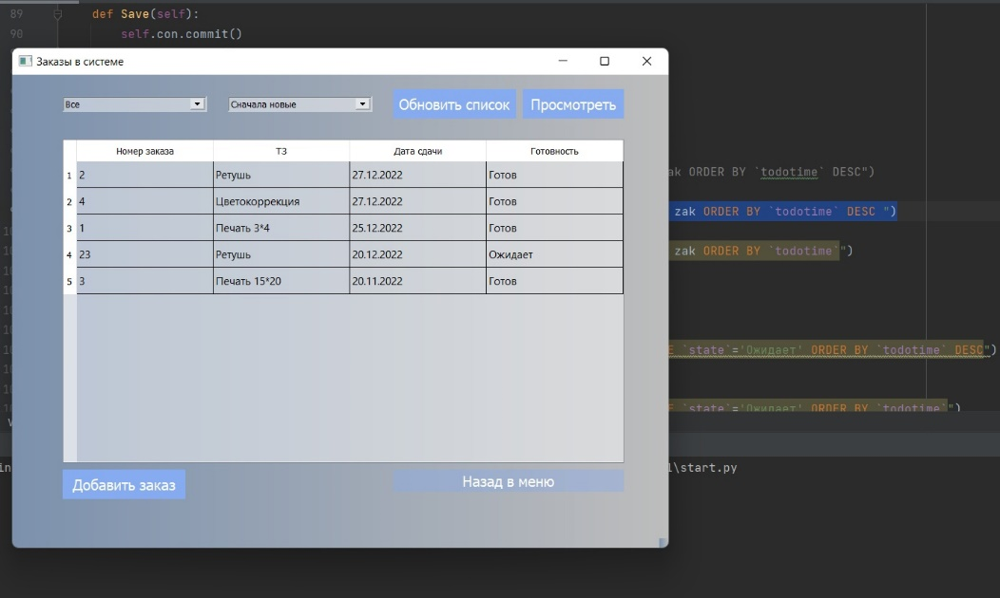 89 def Save(self):
90 self.con.commit()
Заказы в системе
Все Сначала новые Обновить список Просмотреть
Номер заказа ТЗ Дата сдачи Готовность
1 2 Ретушь 27.12.2022 Готов
2 4 Цветокоррекция 27.12.2022 Готов
3 1 Печать 3*4 25.12.2022 Готов
4 23 Ретушь 20.12.2022 Ожидает
5 3 Печать 15*20 20.11.2022 Готов
Добавить заказ Назад в меню
ak ORDER BY `todotime` DESC")
zak ORDER BY `todotime` DESC ")
zak ORDER BY `todotime`")
E `state`='Ожидает' ORDER BY `todotime` DESC")
E `state`='Ожидает' ORDER BY `todotime`")
l\start.py